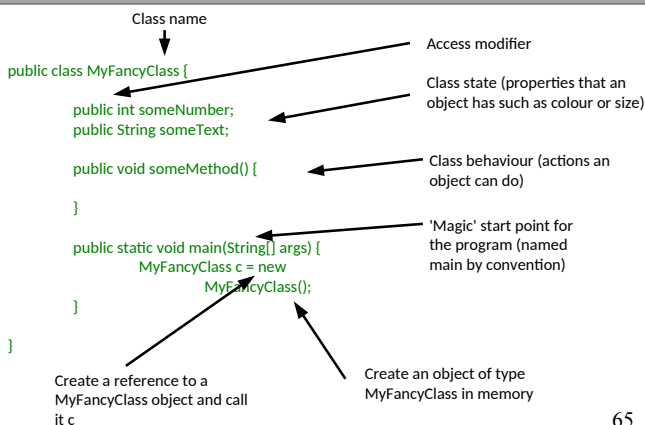 Class name
Access modifier
public class MyFancyClass {
Class state (properties that an
object has such as colour or size)
public int someNumber;
public String someText;
Class behaviour (actions an
object can do)
public void someMethod() {
}
'Magic' start point for
the program (named
main by convention)
public static void main(String[] args) {
MyFancyClass c = new
MyFancyClass();
}
}
Create a reference to a
MyFancyClass object and call
it c
Create an object of type
MyFancyClass in memory
65